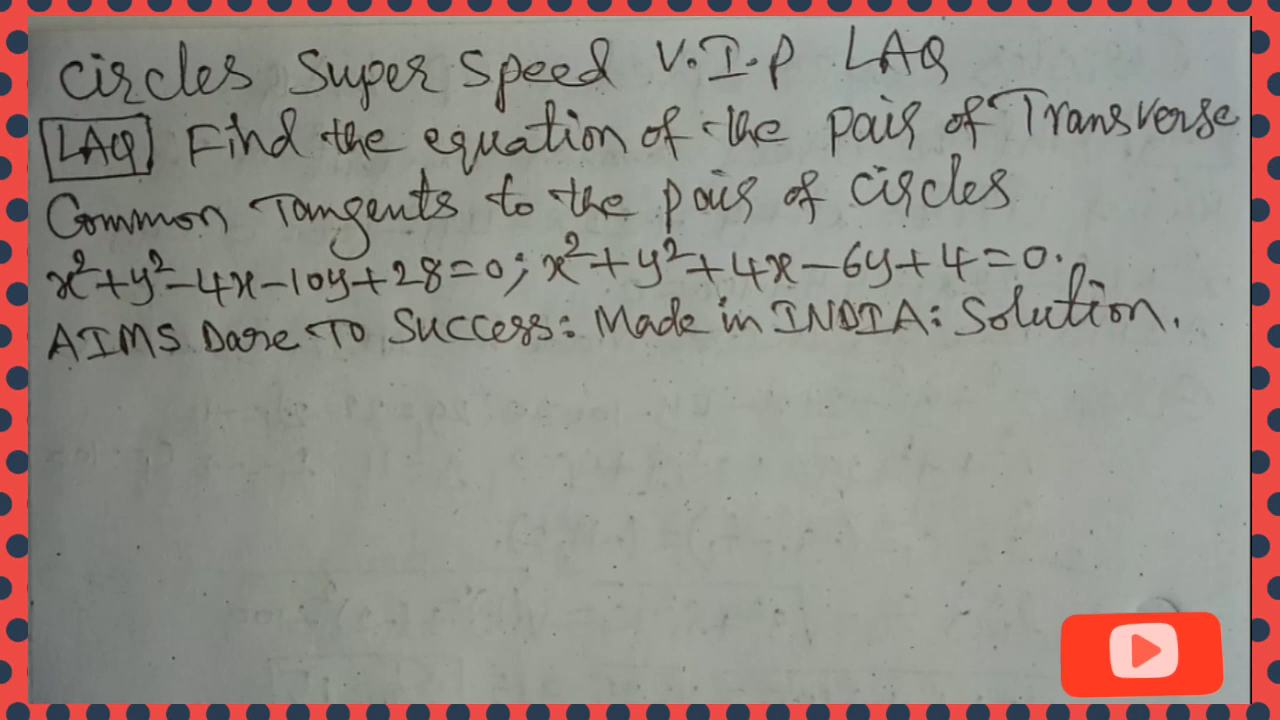 Circles Super Speed V.I.P LAQ
LAQ Find the equation of the pair of Transverse
Common Tangents to the pair of circles
x²+y²-4x-10y+28=0; x²+y²+4x-6y+4=0.
AIMS Dare To Success: Made in INDIA: Solution.